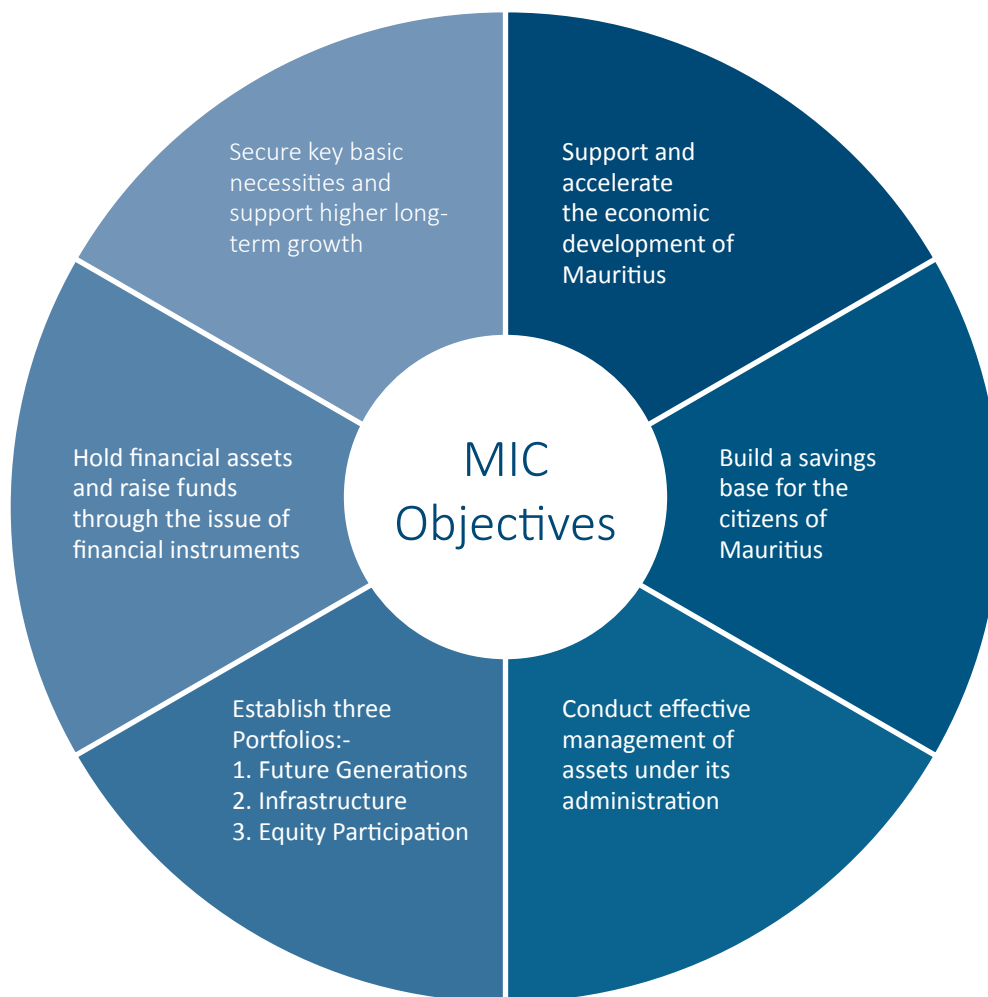 Support and
accelerate
the economic
development of
Mauritius
Build a savings
base for the
citizens of
Mauritius
Conduct effective
management of
assets under its
administration
Establish three
Portfolios:-
1. Future Generations
2. Infrastructure
3. Equity Participation
Hold financial assets
and raise funds
through the issue of
financial instruments
Secure key basic
necessities and
support higher long-
term growth
MIC
Objectives